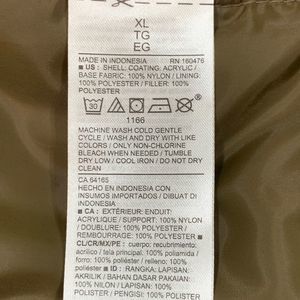 XL
TG
EG
MADE IN INDONESIA RN 160476
■ US : SHELL: COATING: ACRYLIC /
BASE FABRIC: 100% NYLON / LINING:
100% POLYESTER / FILLER: 100%
POLYESTER
30
1166
MACHINE WASH COLD GENTLE
CYCLE / WASH AND DRY WITH LIKE
COLORS / ONLY NON-CHLORINE
BLEACH WHEN NEEDED / TUMBLE
DRY LOW / COOL IRON / DO NOT DRY
CLEAN
CA 64165
HECHO EN INDONESIA CON
INSUMOS IMPORTADOS / DIBUAT DI
INDONESIA
■ CA : EXTÉRIEUR: ENDUIT:
ACRYLIQUE / SUPPORT: 100% NYLON
/ DOUBLURE: 100% POLYESTER /
REMBOURRAGE: 100% POLYESTER ■
CL/CR/MX/PE : cuerpo: recubrimiento:
acrílico / tela principal: 100% poliamida /
forro: 100% poliéster / relleno: 100%
poliéster ■ ID : RANGKA: LAPISAN:
AKRILIK / BAHAN DASAR PAKAIAN:
100% NILON / LAPISAN: 100%